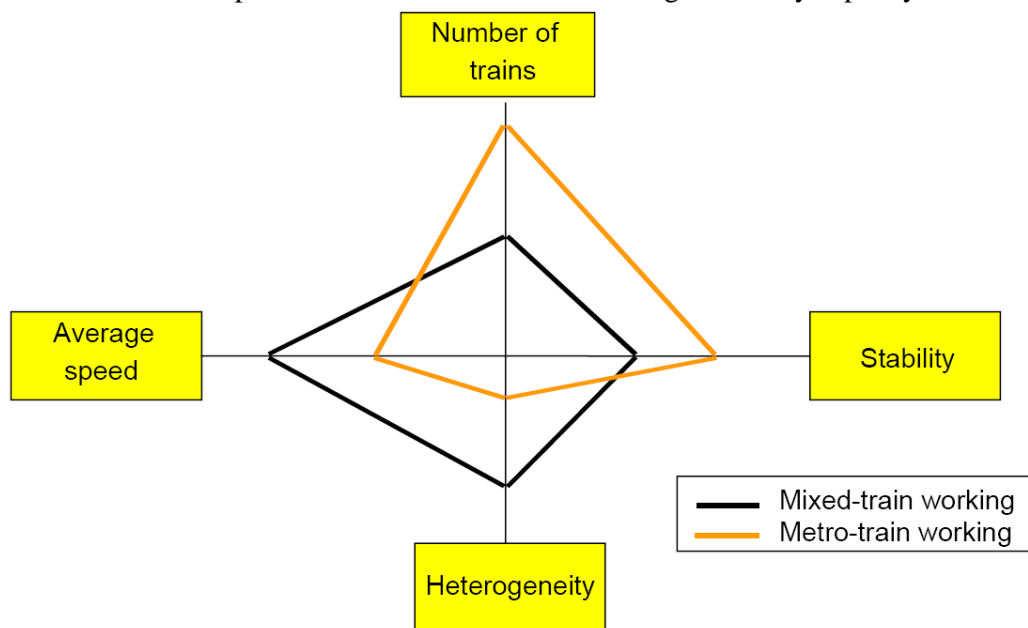 Number of
trains
Average
speed
Stability
Mixed-train working
Metro-train working
Heterogeneity